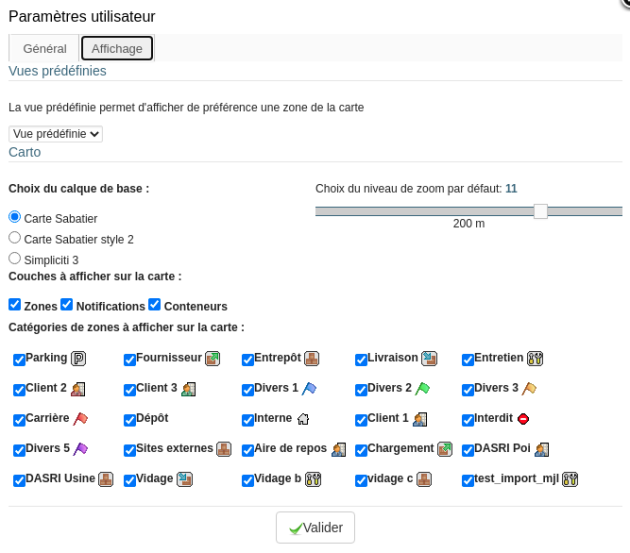 Paramètres utilisateur
Général Affichage
Vues prédéfinies
La vue prédéfinie permet d'afficher de préférence une zone de la carte
Vue prédéfinie
Carto
Choix du calque de base :
Carte Sabatier
Carte Sabatier style 2
Simpliciti 3
Choix du niveau de zoom par défaut: 11
200 m
Couches à afficher sur la carte :
Zones Notifications Conteneurs
Catégories de zones à afficher sur la carte :
Parking Fournisseur Entrepôt Livraison Entretien
Client 2 Client 3 Divers 1 Divers 2 Divers 3
Carrière Dépôt Interne Client 1 Interdit
Divers 5 Sites externes Aire de repos Chargement DASRI Poi
DASRI Usine Vidage Vidage b vidage c test_import_mjl
Valider